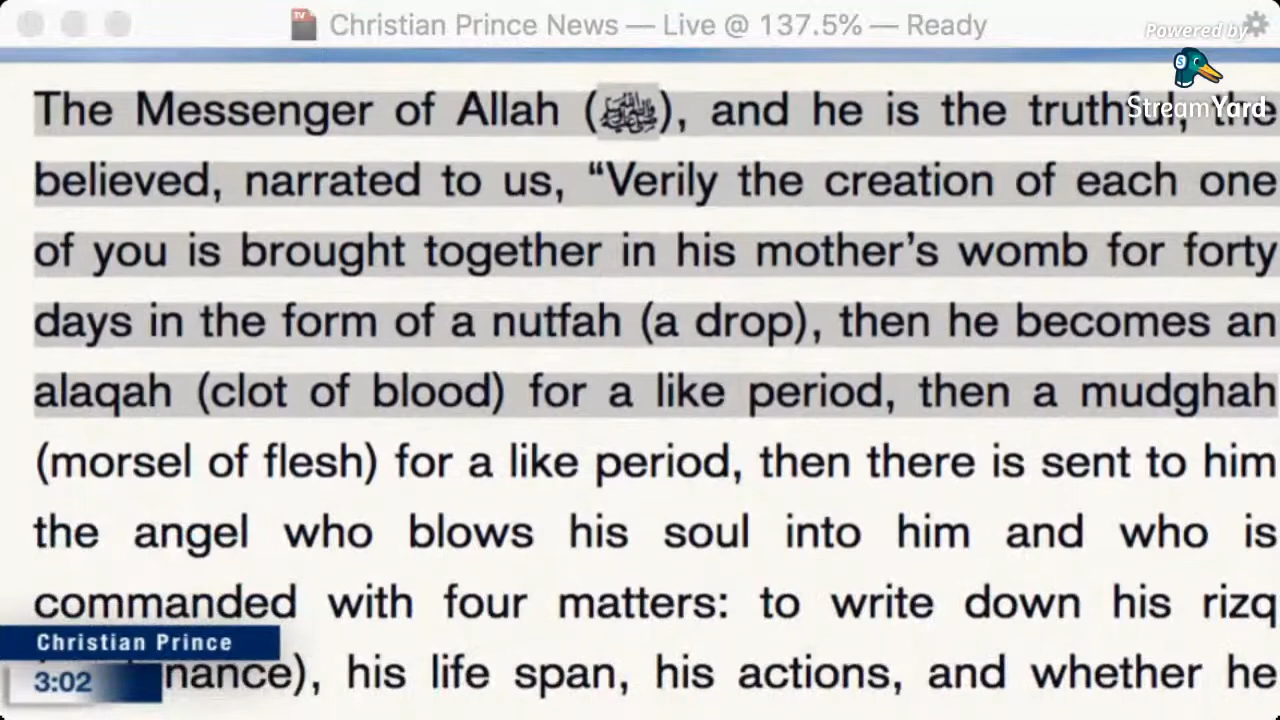 Christian Prince News — Live @ 137.5% — Ready
Powered by
StreamYard
The Messenger of Allah (ﷺ), and he is the truthful, the
believed, narrated to us, “Verily the creation of each one
of you is brought together in his mother’s womb for forty
days in the form of a nutfah (a drop), then he becomes an
alaqah (clot of blood) for a like period, then a mudghah
(morsel of flesh) for a like period, then there is sent to him
the angel who blows his soul into him and who is
commanded with four matters: to write down his rizq
nance), his life span, his actions, and whether he
Christian Prince
3:02